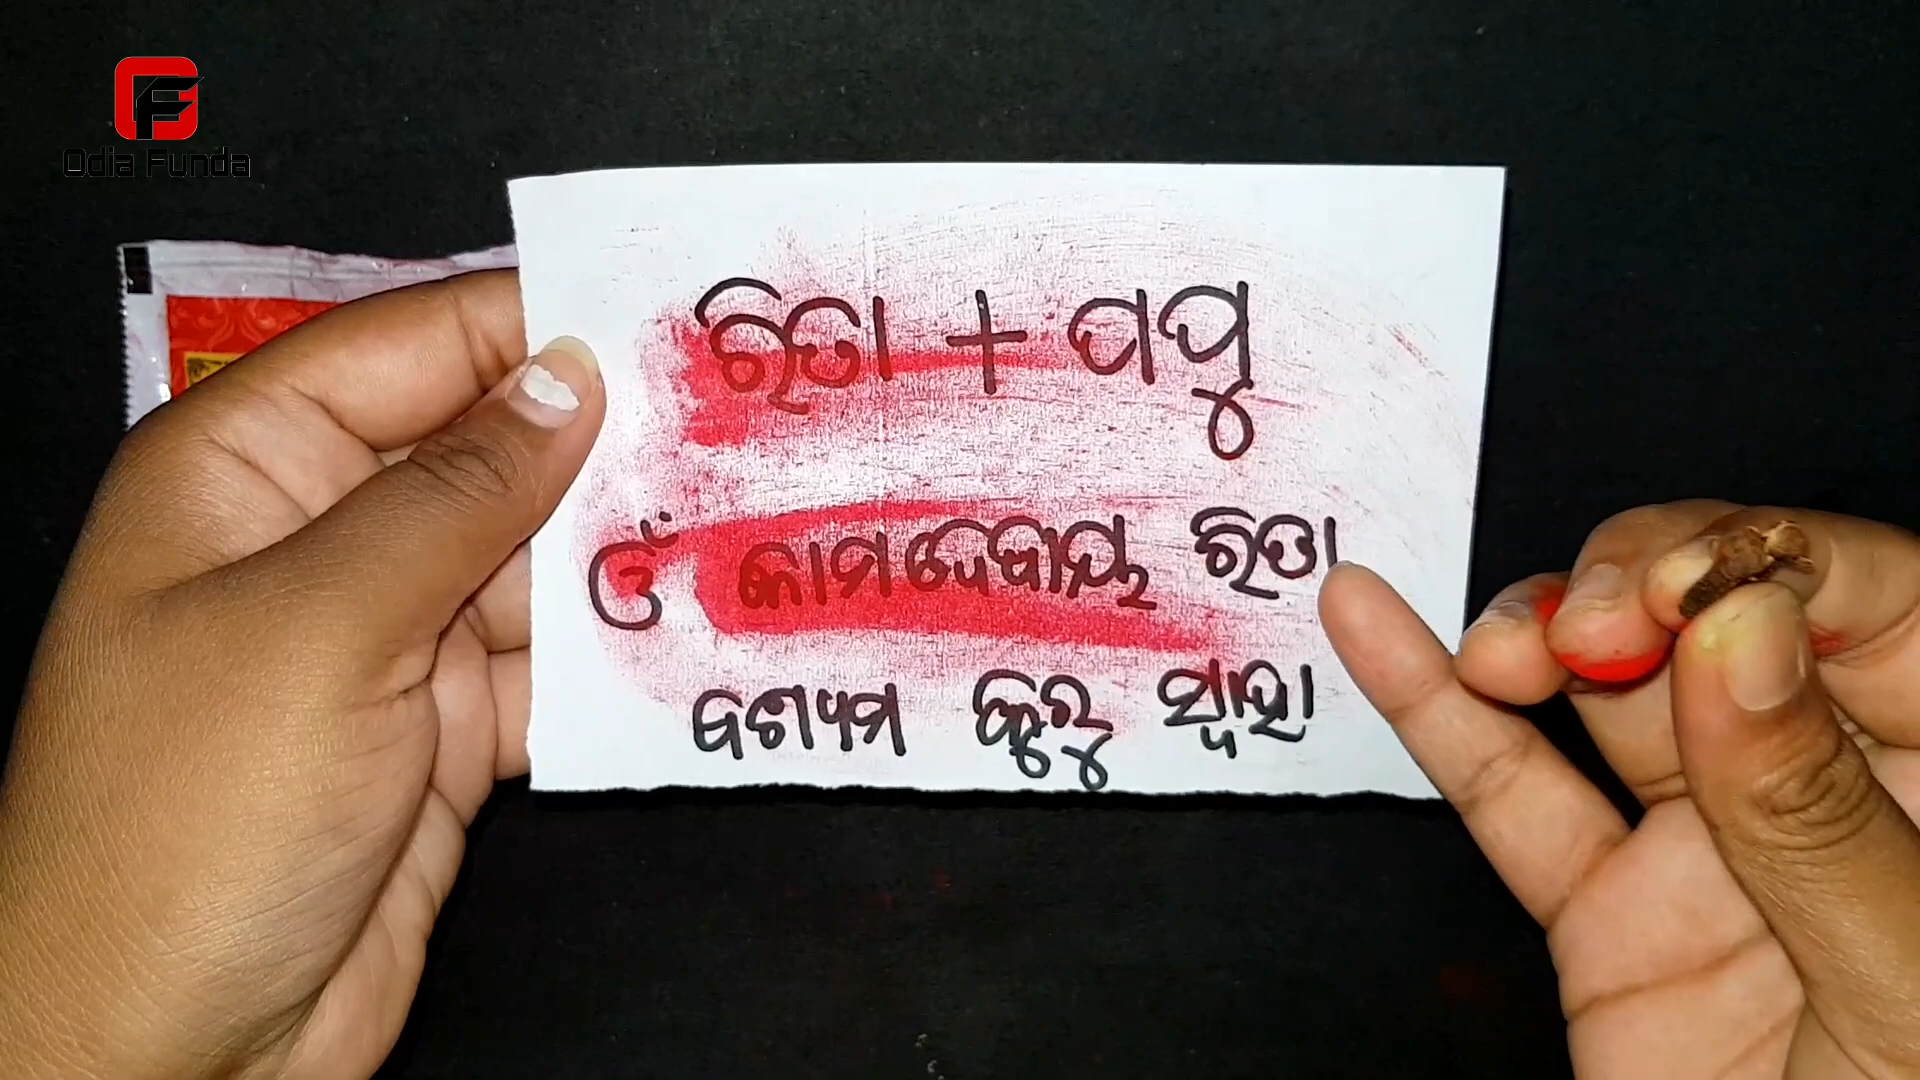 Odia Funda
ରିତା + ପପୁ
ଓଁ କାମଦେବାୟ ରିତା
ବଶ୍ୟମ କୁରୁ ସ୍ୱାହା